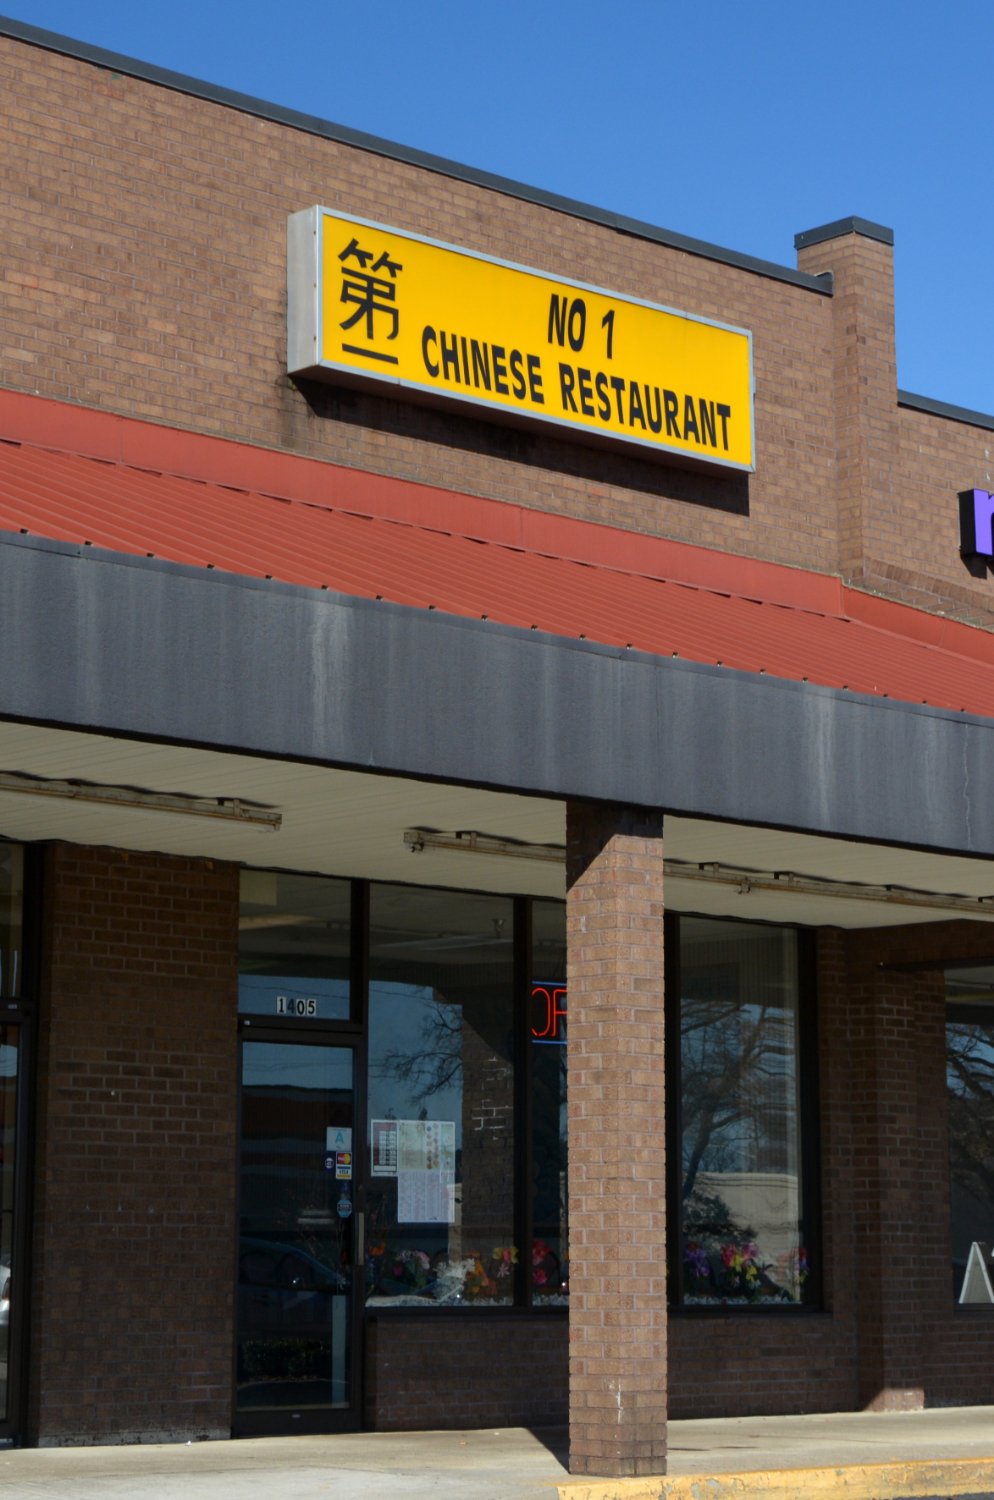 第一
NO 1
CHINESE RESTAURANT
1405
A